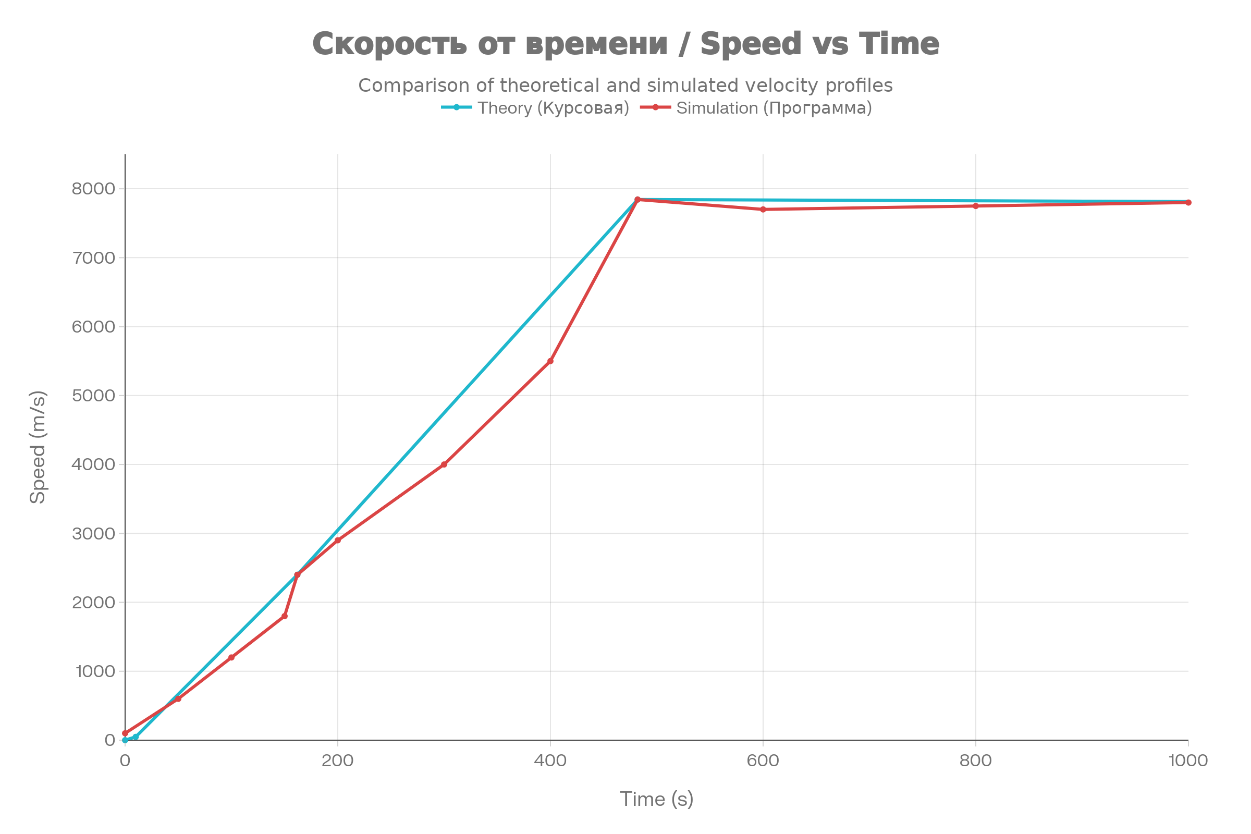 Скорость от времени / Speed vs Time
Comparison of theoretical and simulated velocity profiles
Theory (Курсовая) Simulation (Программа)
8000
7000
6000
5000
4000
3000
2000
1000
0
Speed (m/s)
0 200 400 600 800 1000
Time (s)